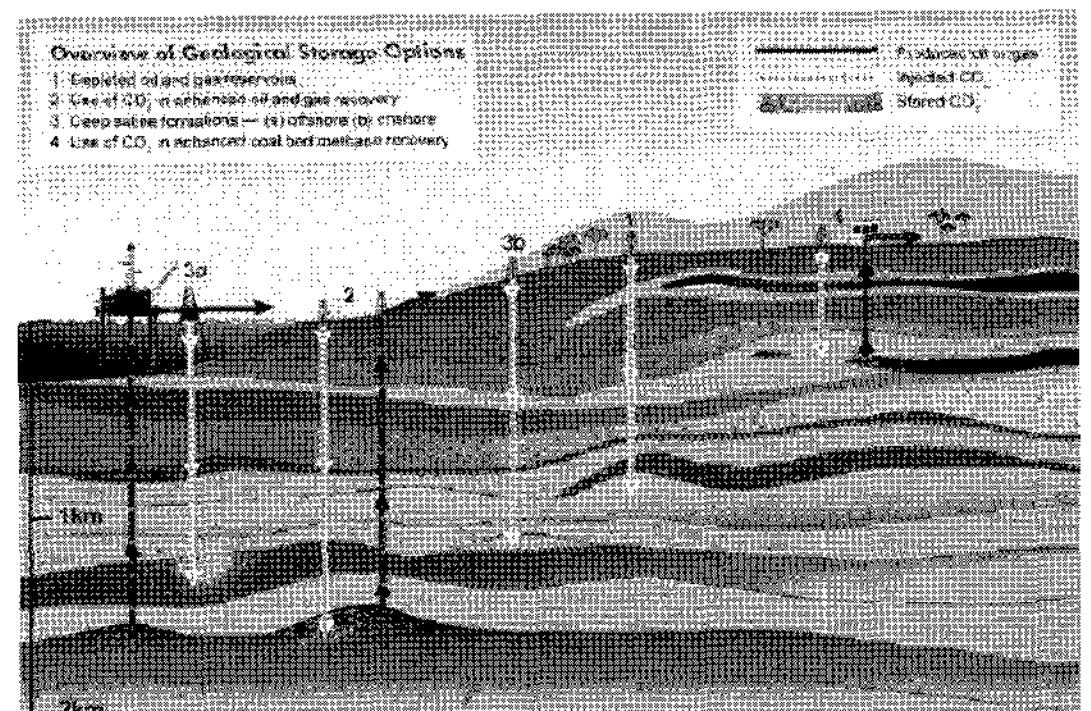 Overview of Geological Storage Options
1 Depleted oil and gas reservoirs
2 Use of CO₂ in enhanced oil and gas recovery
3 Deep saline formations — (a) offshore (b) onshore
4 Use of CO₂ in enhanced coal bed methane recovery
Produced oil or gas
Injected CO₂
Stored CO₂
1
4
3b
3a
2
1km
2km